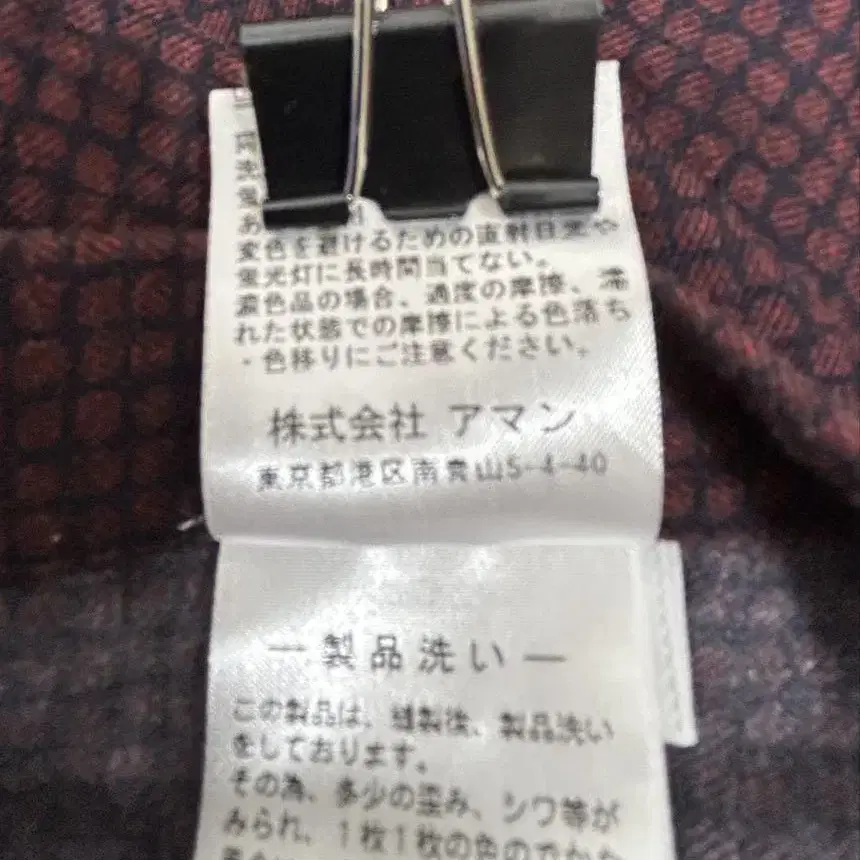 あ
変色を避けるための直射日光や
蛍光灯に長時間当てない。
濃色品の場合、過度の摩擦、濡
れた状態での摩擦による色落ち
・色移りにご注意ください。
株式会社 アマン
東京都港区南青山5-4-40
— 製品洗い —
この製品は、縫製後、製品洗い
をしております。
その為、多少の歪み、シワ等が
みられ、1枚1枚の色のでかた